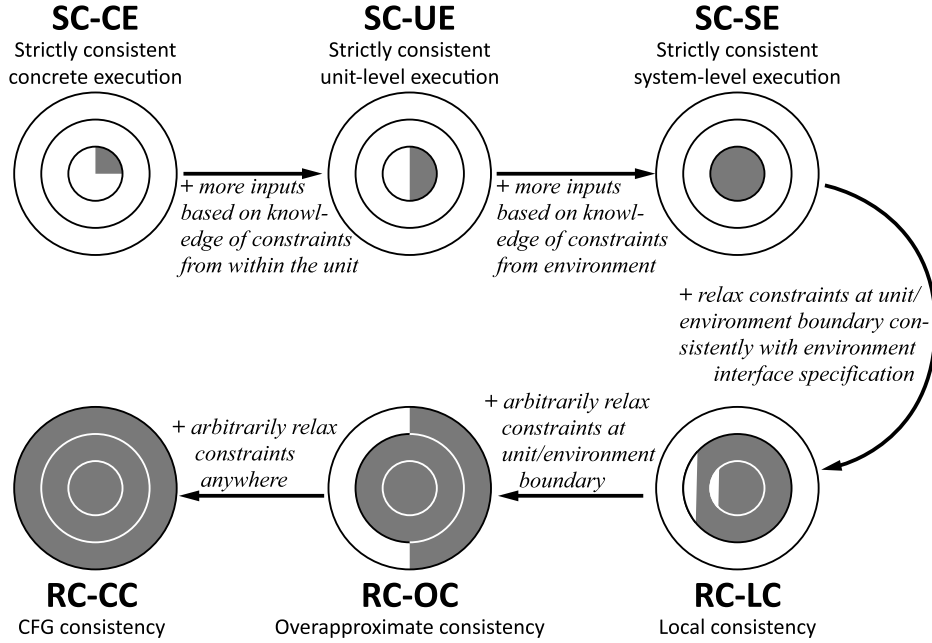 SC-CE
Strictly consistent
concrete execution
SC-UE
Strictly consistent
unit-level execution
SC-SE
Strictly consistent
system-level execution
+ more inputs
based on knowl-
edge of constraints
from within the unit
+ more inputs
based on knowl-
edge of constraints
from environment
+ relax constraints at unit/
environment boundary con-
sistently with environment
interface specification
+ arbitrarily relax
constraints at
unit/environment
boundary
+ arbitrarily relax
constraints
anywhere
RC-CC
CFG consistency
RC-OC
Overapproximate consistency
RC-LC
Local consistency